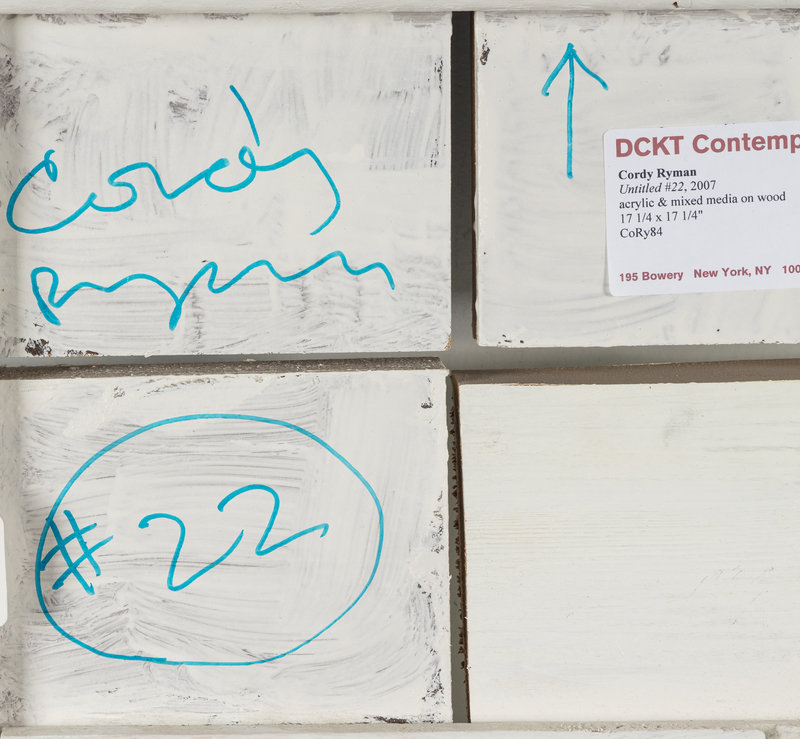 Cordy
Ryman
DCKT Contemp
Cordy Ryman
Untitled #22, 2007
acrylic & mixed media on wood
17 1/4 x 17 1/4"
CoRy84
195 Bowery New York, NY 100
#22